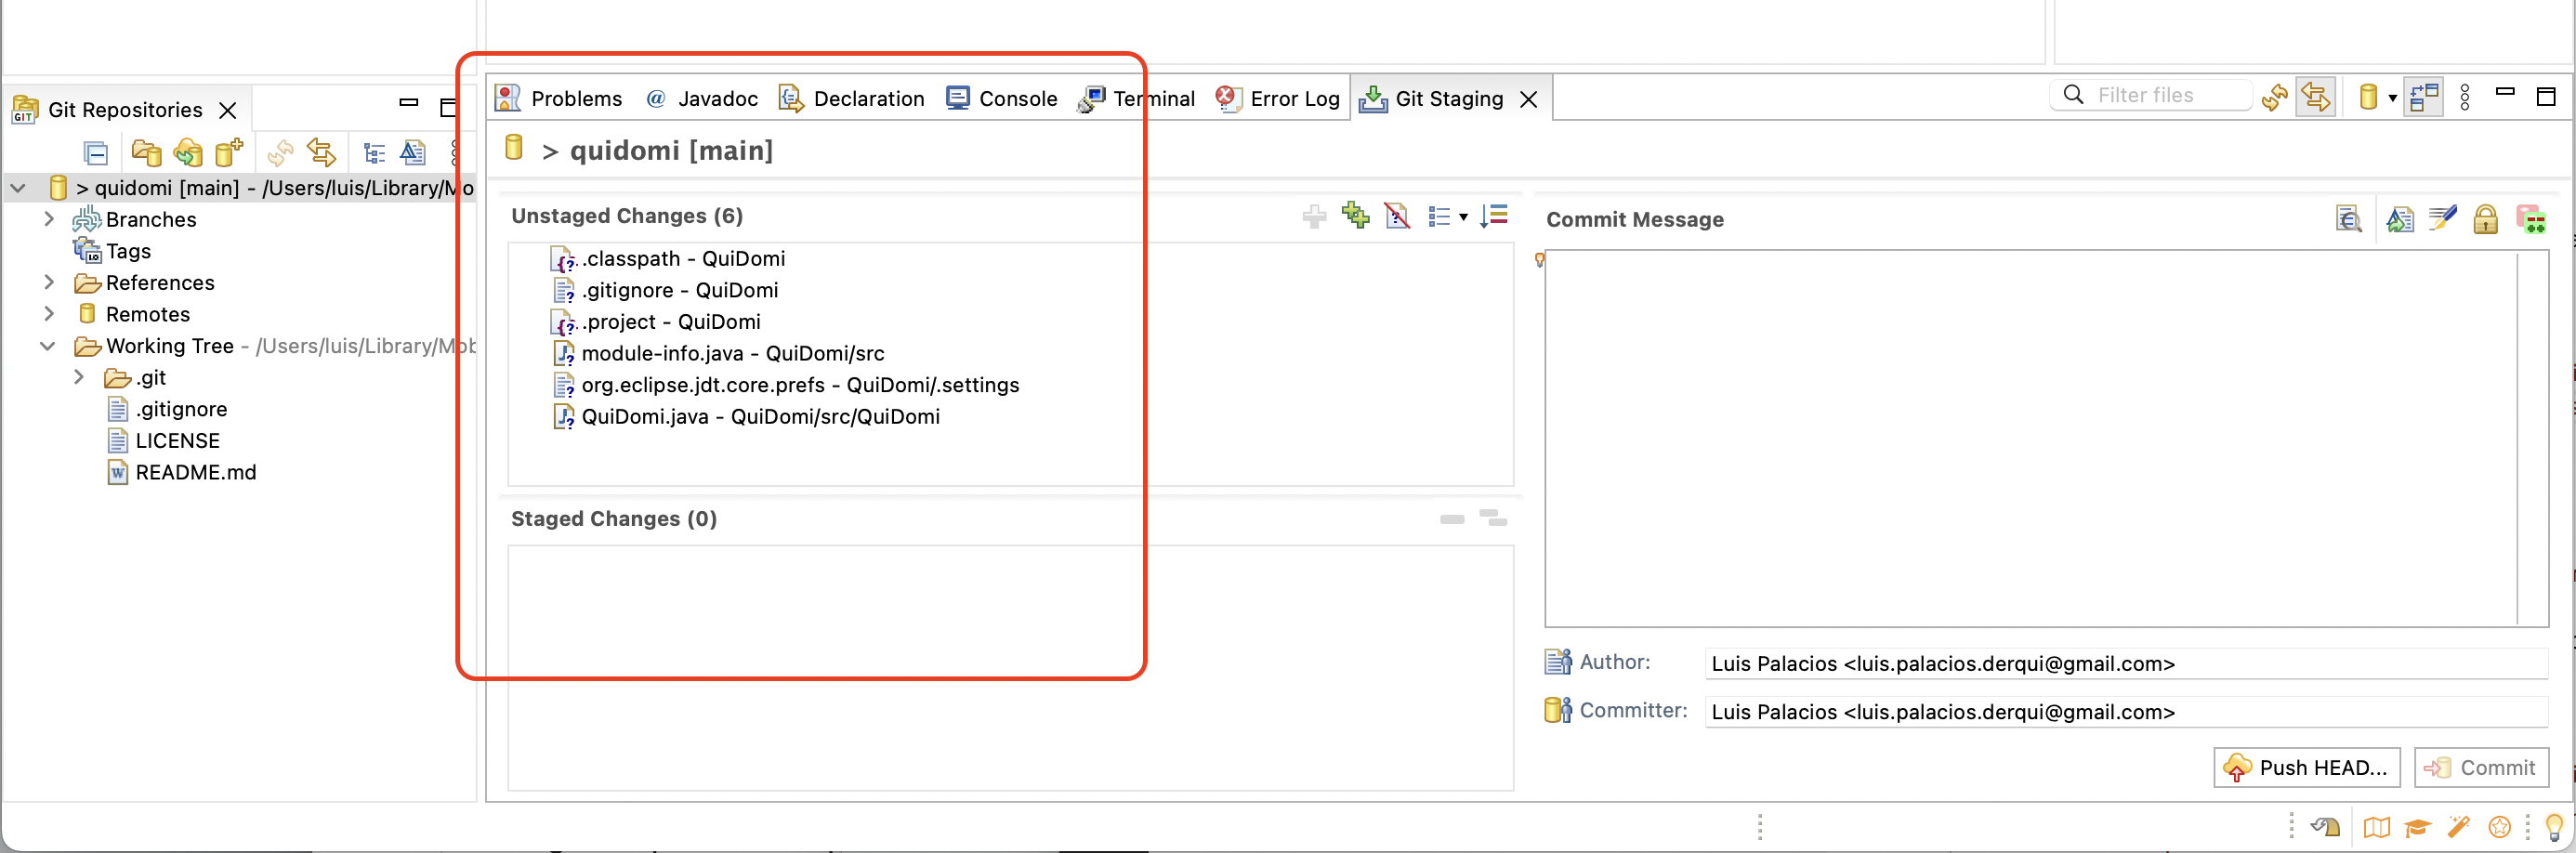 Git Repositories
> quidomi [main] - /Users/luis/Library/Mo
Branches
Tags
References
Remotes
Working Tree - /Users/luis/Library/Mob
.git
.gitignore
LICENSE
README.md
Problems @ Javadoc Declaration Console Terminal Error Log Git Staging
Filter files
> quidomi [main]
Unstaged Changes (6)
.classpath - QuiDomi
.gitignore - QuiDomi
.project - QuiDomi
module-info.java - QuiDomi/src
org.eclipse.jdt.core.prefs - QuiDomi/.settings
QuiDomi.java - QuiDomi/src/QuiDomi
Staged Changes (0)
Commit Message
Author: Luis Palacios <luis.palacios.derqui@gmail.com>
Committer: Luis Palacios <luis.palacios.derqui@gmail.com>
Push HEAD... Commit